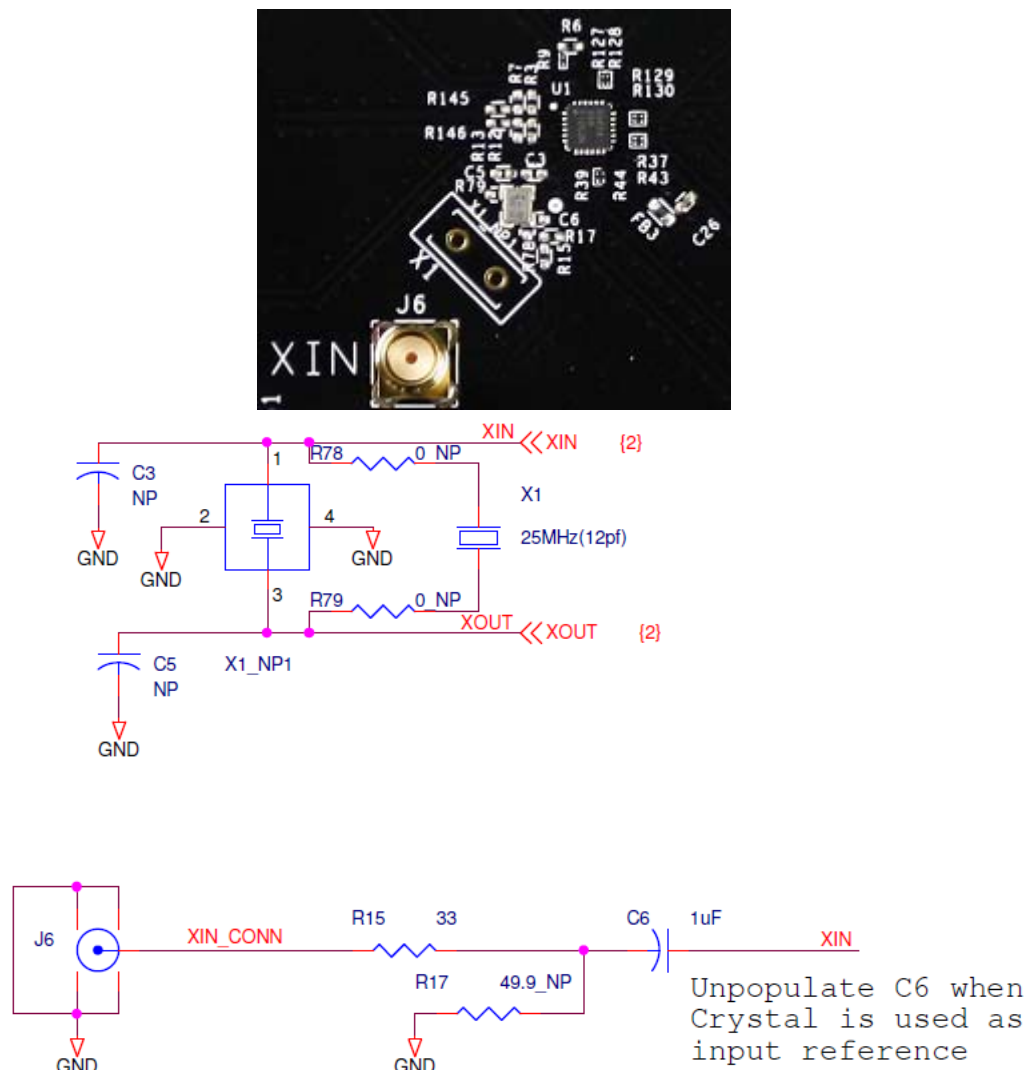 R6
R127
R128
R9
R7
R3
U1
R129
R130
R145
R146
R13
R12
C5
R79
R37
R43
R39
R44
C6
R17
R78
R15
FB3
C26
X1
J6
XIN
1
XIN
XIN
{2}
1
R78
0_NP
C3
NP
X1
2
4
25MHz(12pf)
GND
GND
GND
3
R79
0_NP
XOUT
XOUT
{2}
C5
X1_NP1
NP
GND
R15
33
C6
1uF
J6
XIN_CONN
XIN
R17
49.9_NP
Unpopulate C6 when
Crystal is used as
input reference
GND
GND